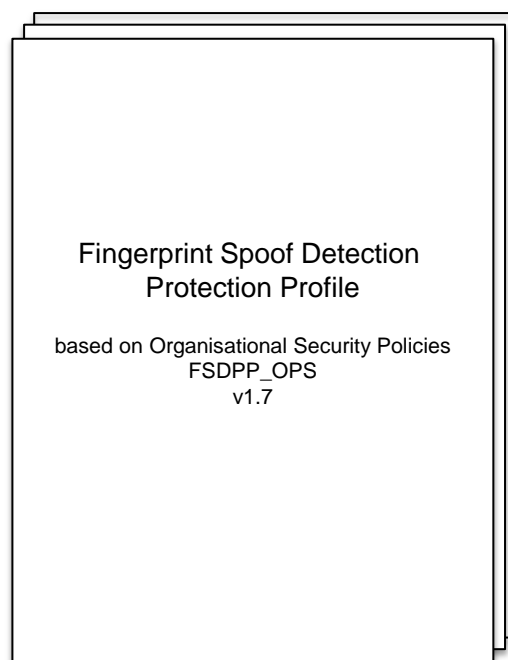 Fingerprint Spoof Detection
Protection Profile
based on Organisational Security Policies
FSDPP_OPS
v1.7